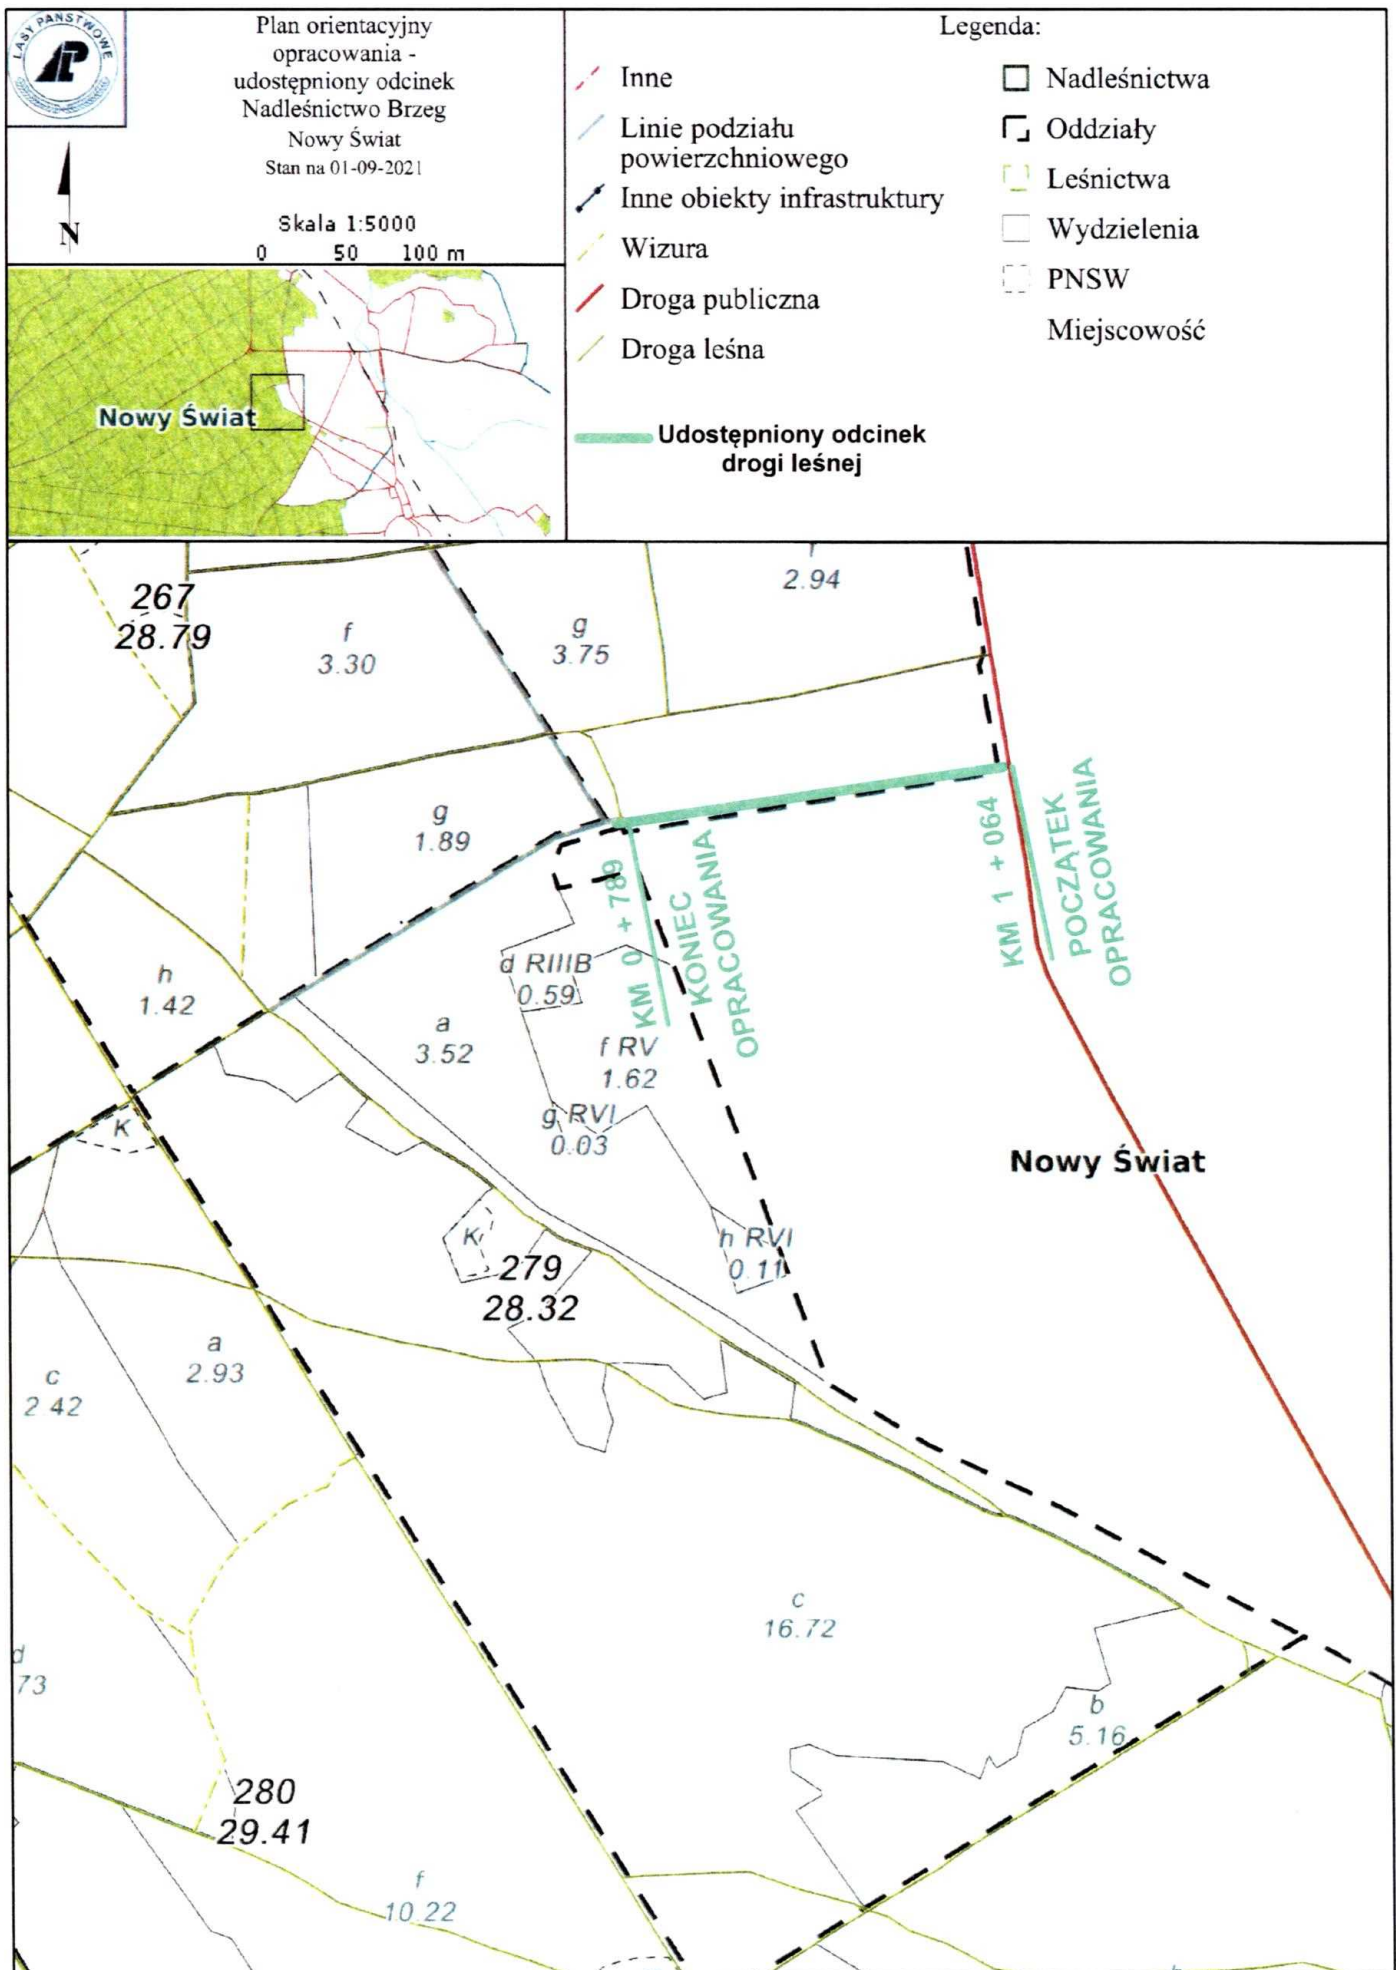 LASY PAŃSTWOWE
Plan orientacyjny
opracowania -
udostępniony odcinek
Nadleśnictwo Brzeg
Nowy Świat
Stan na 01-09-2021
N
Skala 1:5000
0 50 100 m
Nowy Świat
Legenda:
Inne
Linie podziału
powierzchniowego
Inne obiekty infrastruktury
Wizura
Droga publiczna
Droga leśna
Nadleśnictwa
Oddziały
Leśnictwa
Wydzielenia
PNSW
Miejscowość
Udostępniony odcinek
drogi leśnej
2.94
267
28.79
f
3.30
g
3.75
g
1.89
KM 1 + 064
POCZĄTEK
OPRACOWANIA
KM 0 + 789
KONIEC
OPRACOWANIA
h
1.42
d RIIIB
0.59
a
3.52
f RV
1.62
g RVI
0.03
K
Nowy Świat
h RVI
0.11
K
279
28.32
a
2.93
c
2 42
c
16.72
d
73
b
5.16
280
29.41
f
10.22